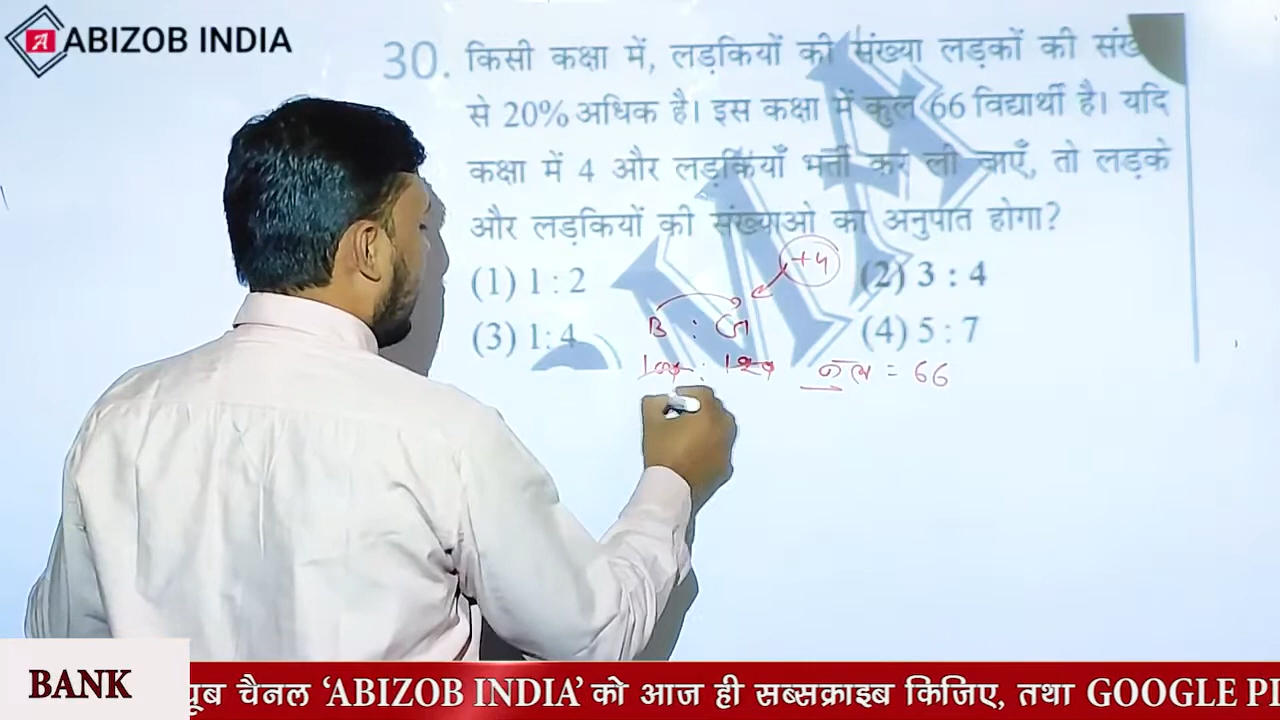 ABIZOB INDIA
30. किसी कक्षा में, लड़कियों की संख्या लड़कों की
से 20% अधिक है। इस कक्षा में कुल 66 विद्यार्थी है। यदि
कक्षा में 4 और लड़कियाँ भर्ती कर ली जाएँ, तो लड़के
और लड़कियों की संख्याओ का अनुपात होगा?
+4
(1) 1 : 2 (2) 3 : 4
(3) 1:4 (4) 5 : 7
B : G
कुल = 66
BANK
चैनल ‘ABIZOB INDIA’ को आज ही सब्सक्राइब किजिए, तथा GOOGLE